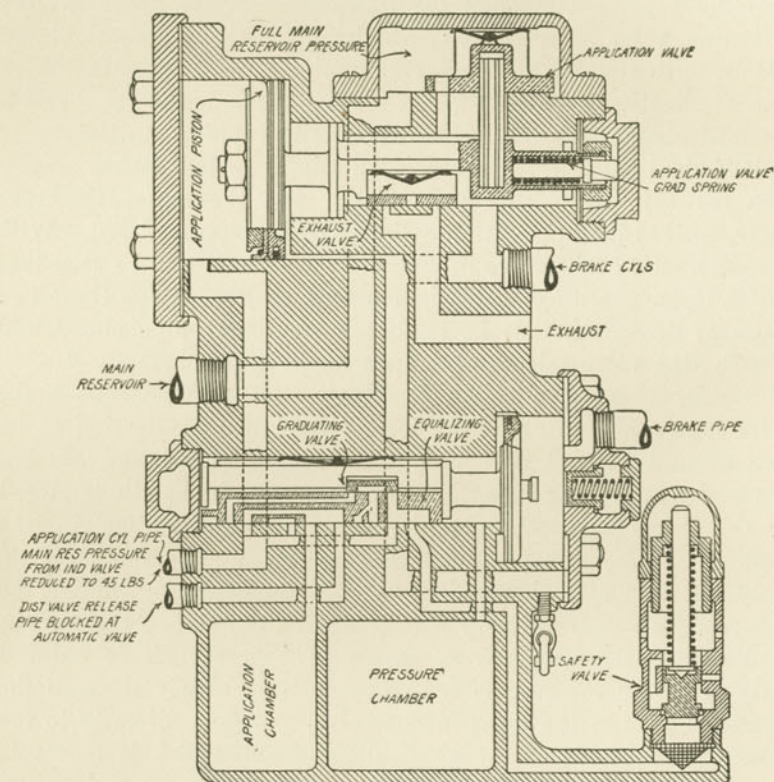 FULL MAIN
RESERVOIR PRESSURE
APPLICATION VALVE
APPLICATION PISTON
APPLICATION VALVE
GRAD SPRING
EXHAUST
VALVE
BRAKE CYLS
EXHAUST
MAIN
RESERVOIR
GRADUATING
VALVE
EQUALIZING
VALVE
BRAKE PIPE
APPLICATION CYL PIPE
MAIN RES PRESSURE
FROM IND VALVE
REDUCED TO 45 LBS
DIST VALVE RELEASE
PIPE BLOCKED AT
AUTOMATIC VALVE
APPLICATION
CHAMBER
PRESSURE
CHAMBER
SAFETY
VALVE